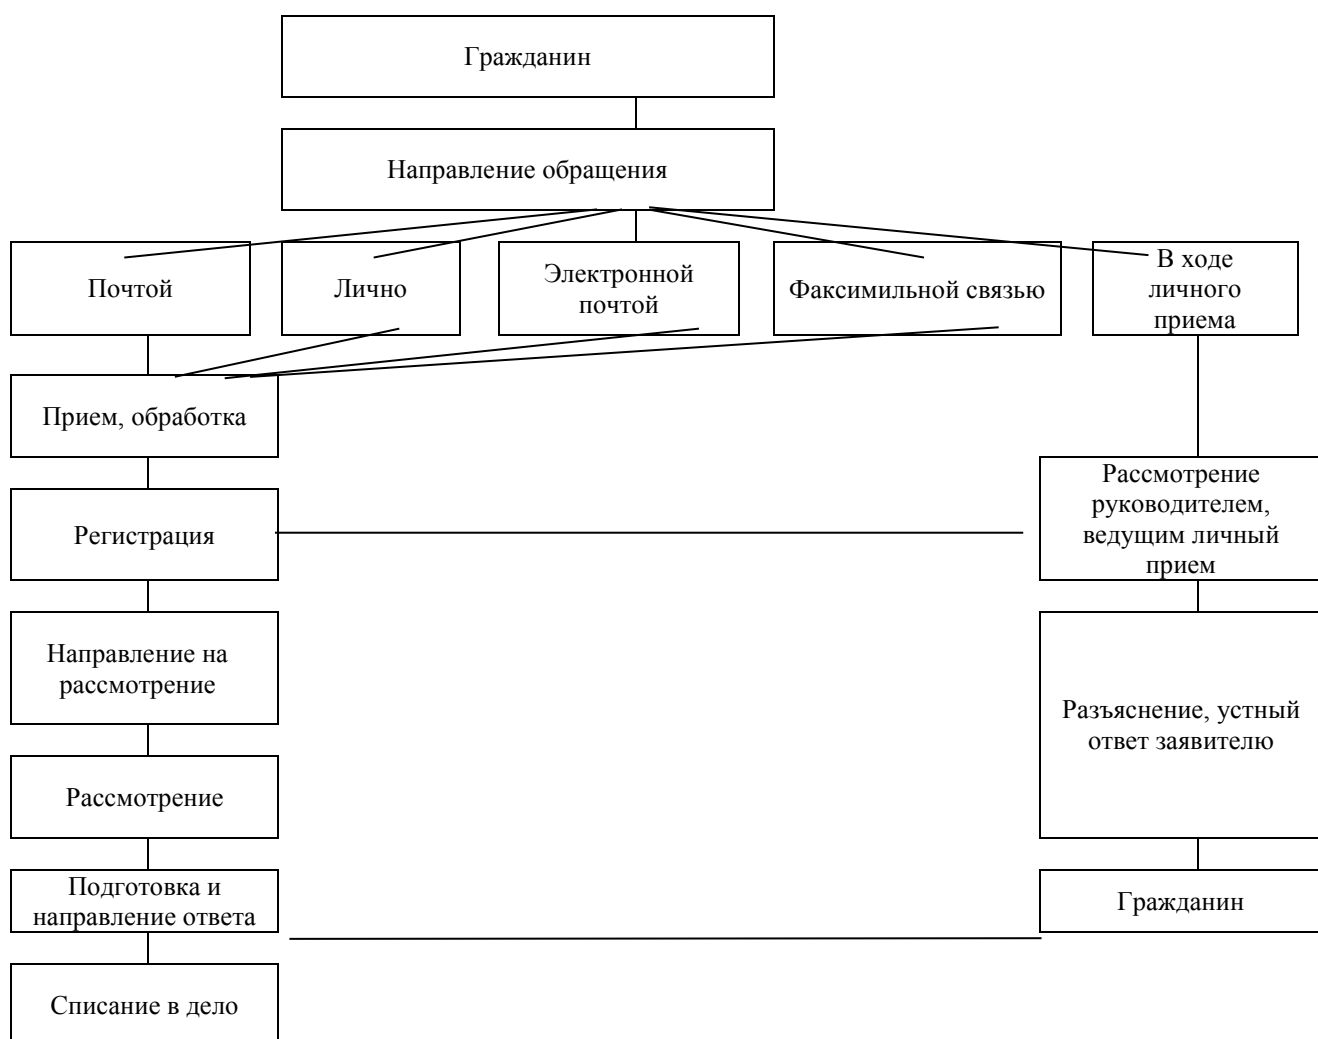 Гражданин
Направление обращения
Почтой
Лично
Электронной
почтой
Факсимильной связью
В ходе
личного
приема
Прием, обработка
Регистрация
Рассмотрение
руководителем,
ведущим личный
прием
Направление на
рассмотрение
Разъяснение, устный
ответ заявителю
Рассмотрение
Подготовка и
направление ответа
Гражданин
Списание в дело